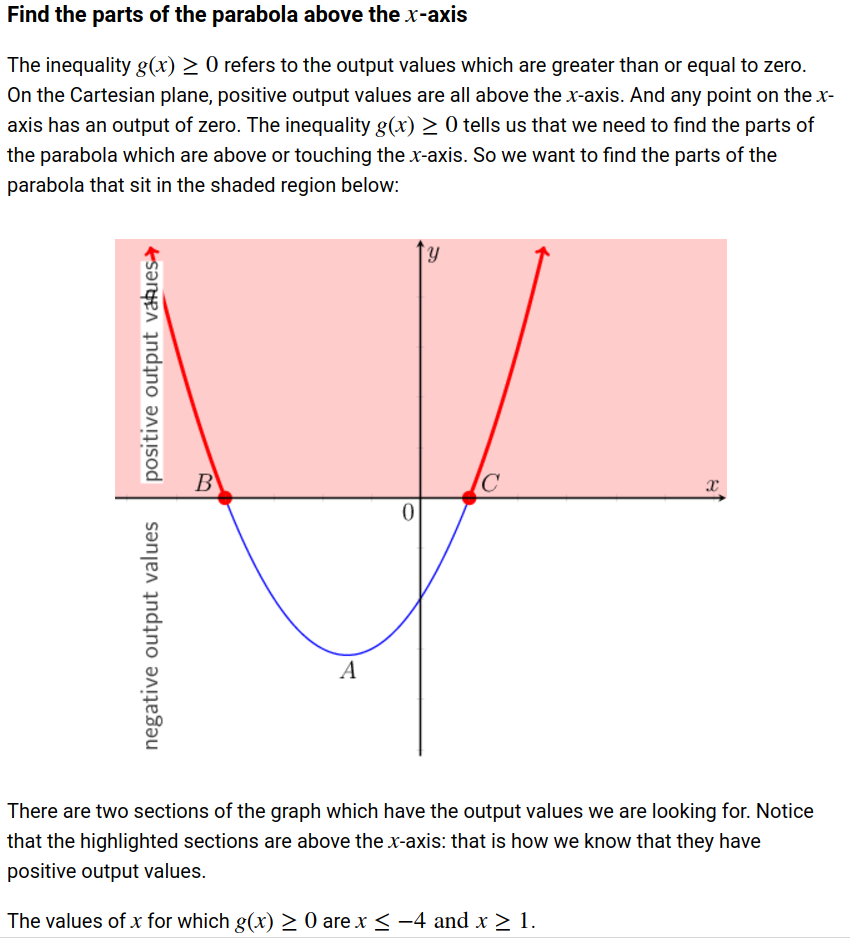 Find the parts of the parabola above the x-axis
The inequality g(x) ≥ 0 refers to the output values which are greater than or equal to zero.
On the Cartesian plane, positive output values are all above the x-axis. And any point on the x-
axis has an output of zero. The inequality g(x) ≥ 0 tells us that we need to find the parts of
the parabola which are above or touching the x-axis. So we want to find the parts of the
parabola that sit in the shaded region below:
y
positive output values
B
C
x
0
negative output values
A
There are two sections of the graph which have the output values we are looking for. Notice
that the highlighted sections are above the x-axis: that is how we know that they have
positive output values.
The values of x for which g(x) ≥ 0 are x ≤ −4 and x ≥ 1.